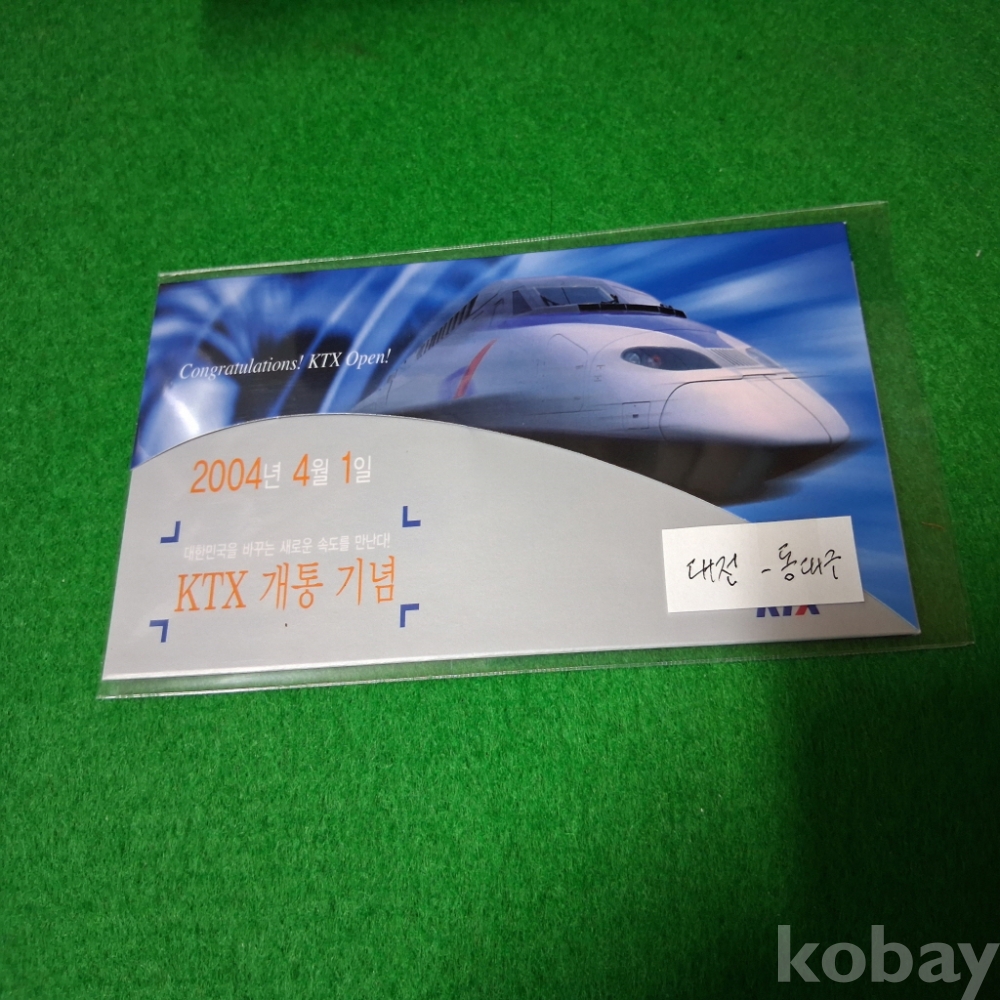 Congratulations! KTX Open!
2004년 4월 1일
대한민국을 바꾸는 새로운 속도를 만난다!
KTX 개통 기념
대전 - 동대구
KTX
kobay